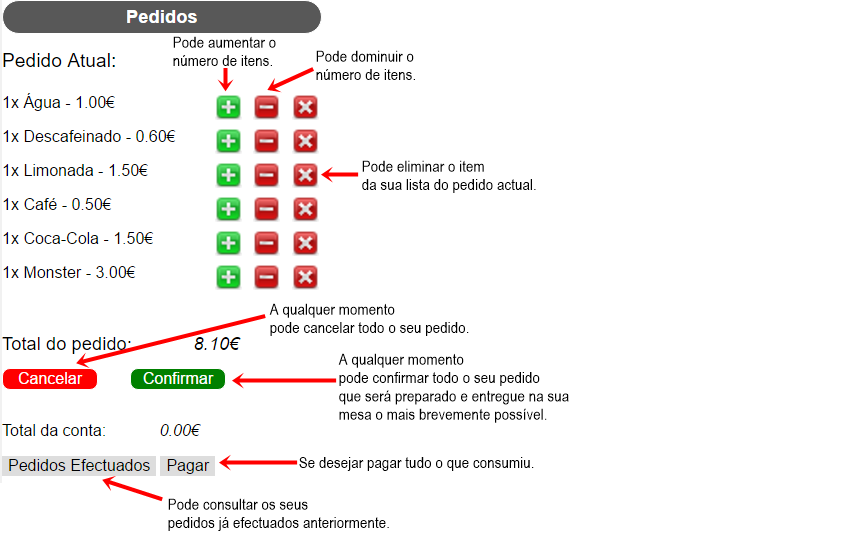 Pedidos
Pode aumentar o
número de itens.
Pode dominuir o
número de itens.
Pedido Atual:
1x Água - 1.00€
1x Descafeinado - 0.60€
1x Limonada - 1.50€
Pode eliminar o item
da sua lista do pedido actual.
1x Café - 0.50€
1x Coca-Cola - 1.50€
1x Monster - 3.00€
A qualquer momento
pode cancelar todo o seu pedido.
Total do pedido: 8.10€
A qualquer momento
pode confirmar todo o seu pedido
que será preparado e entregue na sua
mesa o mais brevemente possível.
Cancelar Confirmar
Total da conta: 0.00€
Pedidos Efectuados Pagar
Se desejar pagar tudo o que consumiu.
Pode consultar os seus
pedidos já efectuados anteriormente.